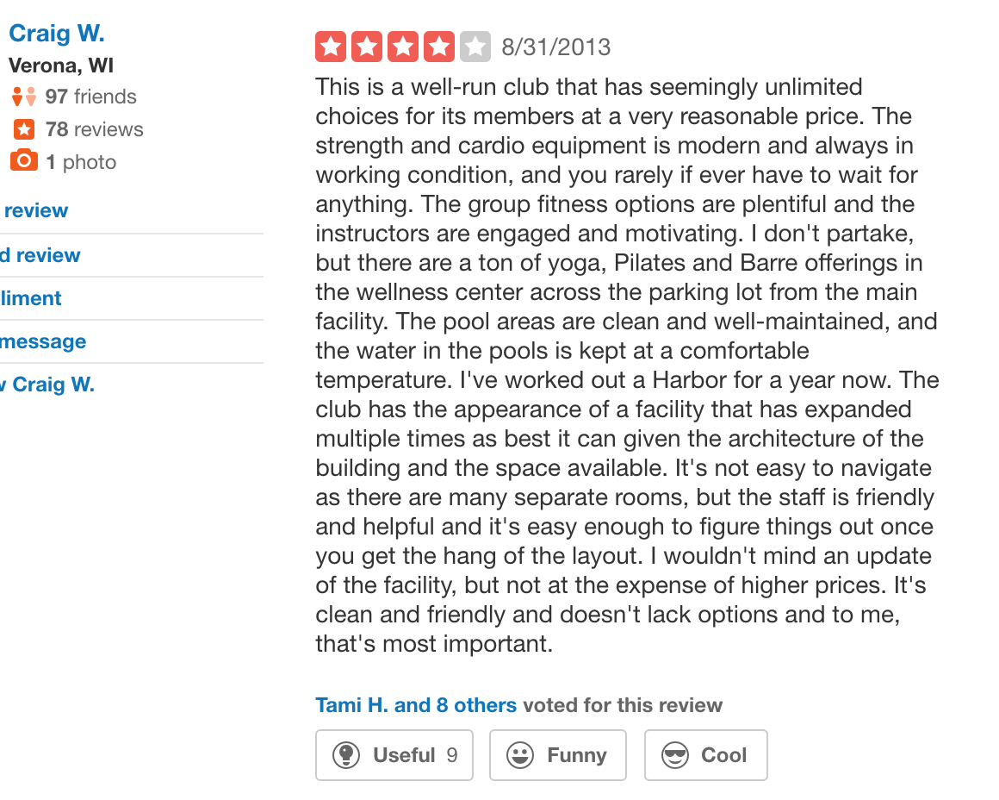 Craig W.
Verona, WI
97 friends
78 reviews
1 photo
review
d review
liment
message
Craig W.
8/31/2013
This is a well-run club that has seemingly unlimited
choices for its members at a very reasonable price. The
strength and cardio equipment is modern and always in
working condition, and you rarely if ever have to wait for
anything. The group fitness options are plentiful and the
instructors are engaged and motivating. I don't partake,
but there are a ton of yoga, Pilates and Barre offerings in
the wellness center across the parking lot from the main
facility. The pool areas are clean and well-maintained, and
the water in the pools is kept at a comfortable
temperature. I've worked out a Harbor for a year now. The
club has the appearance of a facility that has expanded
multiple times as best it can given the architecture of the
building and the space available. It's not easy to navigate
as there are many separate rooms, but the staff is friendly
and helpful and it's easy enough to figure things out once
you get the hang of the layout. I wouldn't mind an update
of the facility, but not at the expense of higher prices. It's
clean and friendly and doesn't lack options and to me,
that's most important.
Tami H. and 8 others voted for this review
Useful 9 Funny Cool